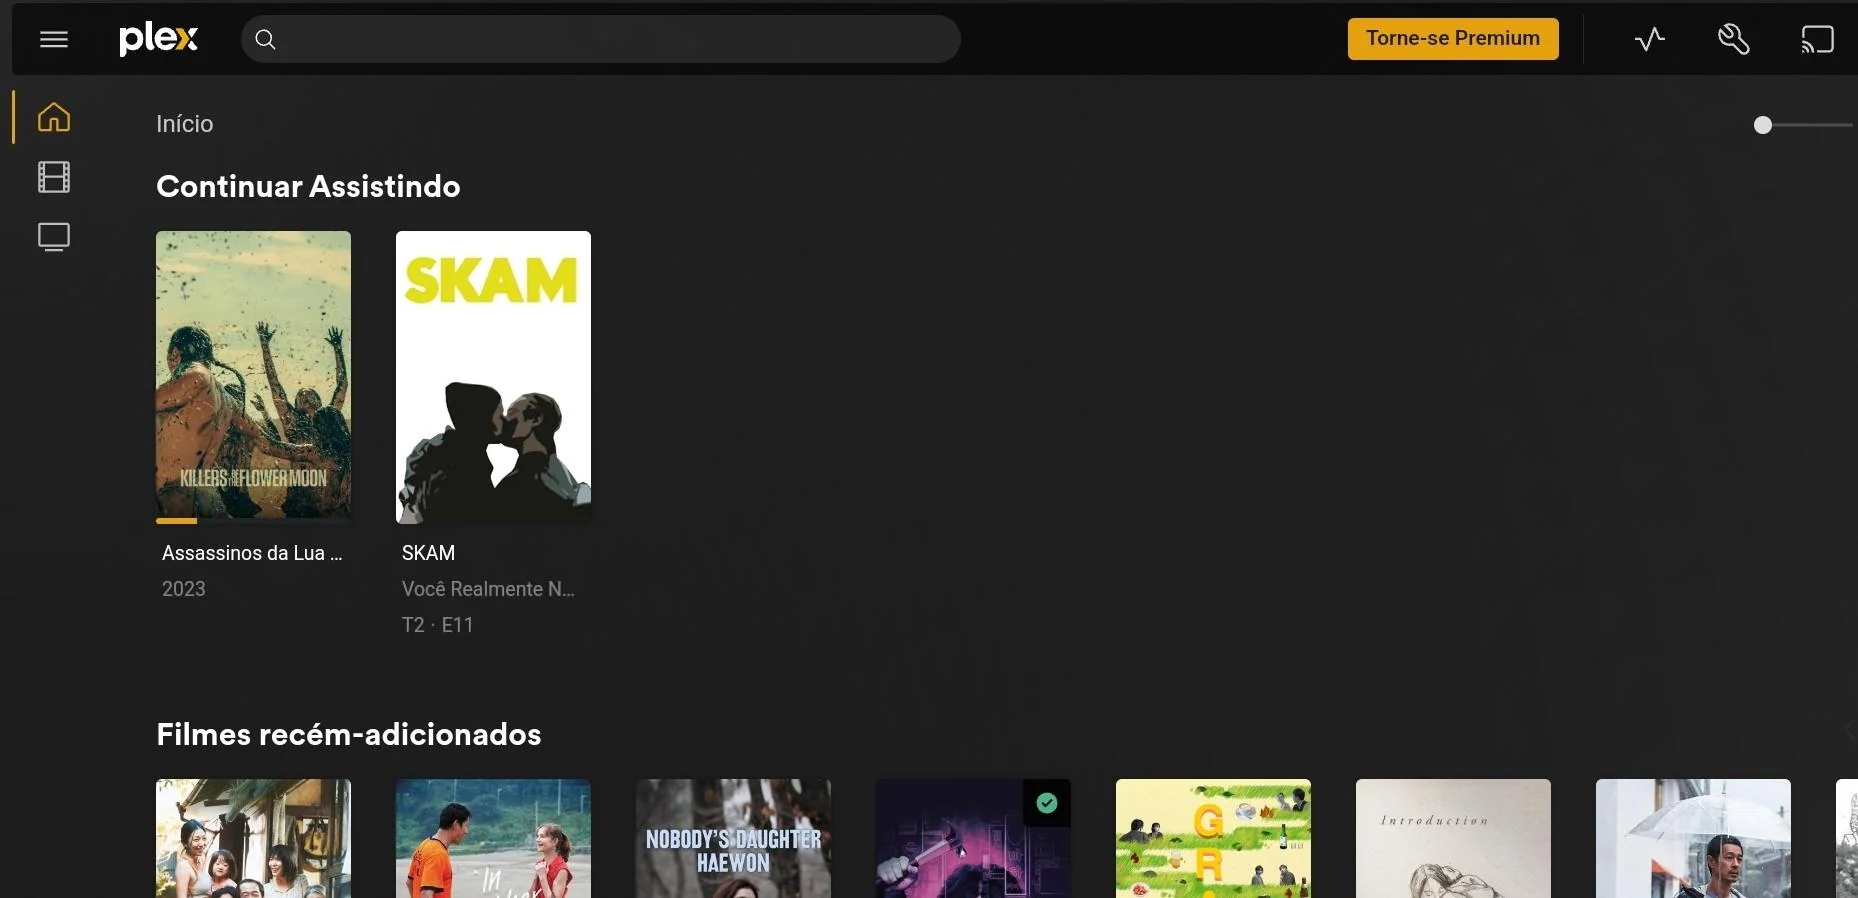 plex
Torne-se Premium
Início
Continuar Assistindo
KILLERS OF THE FLOWER MOON
SKAM
Assassinos da Lua ...
2023
SKAM
Você Realmente N...
T2 · E11
Filmes recém-adicionados
In
NOBODY'S DAUGHTER
HAEWON
G
R
Introduction